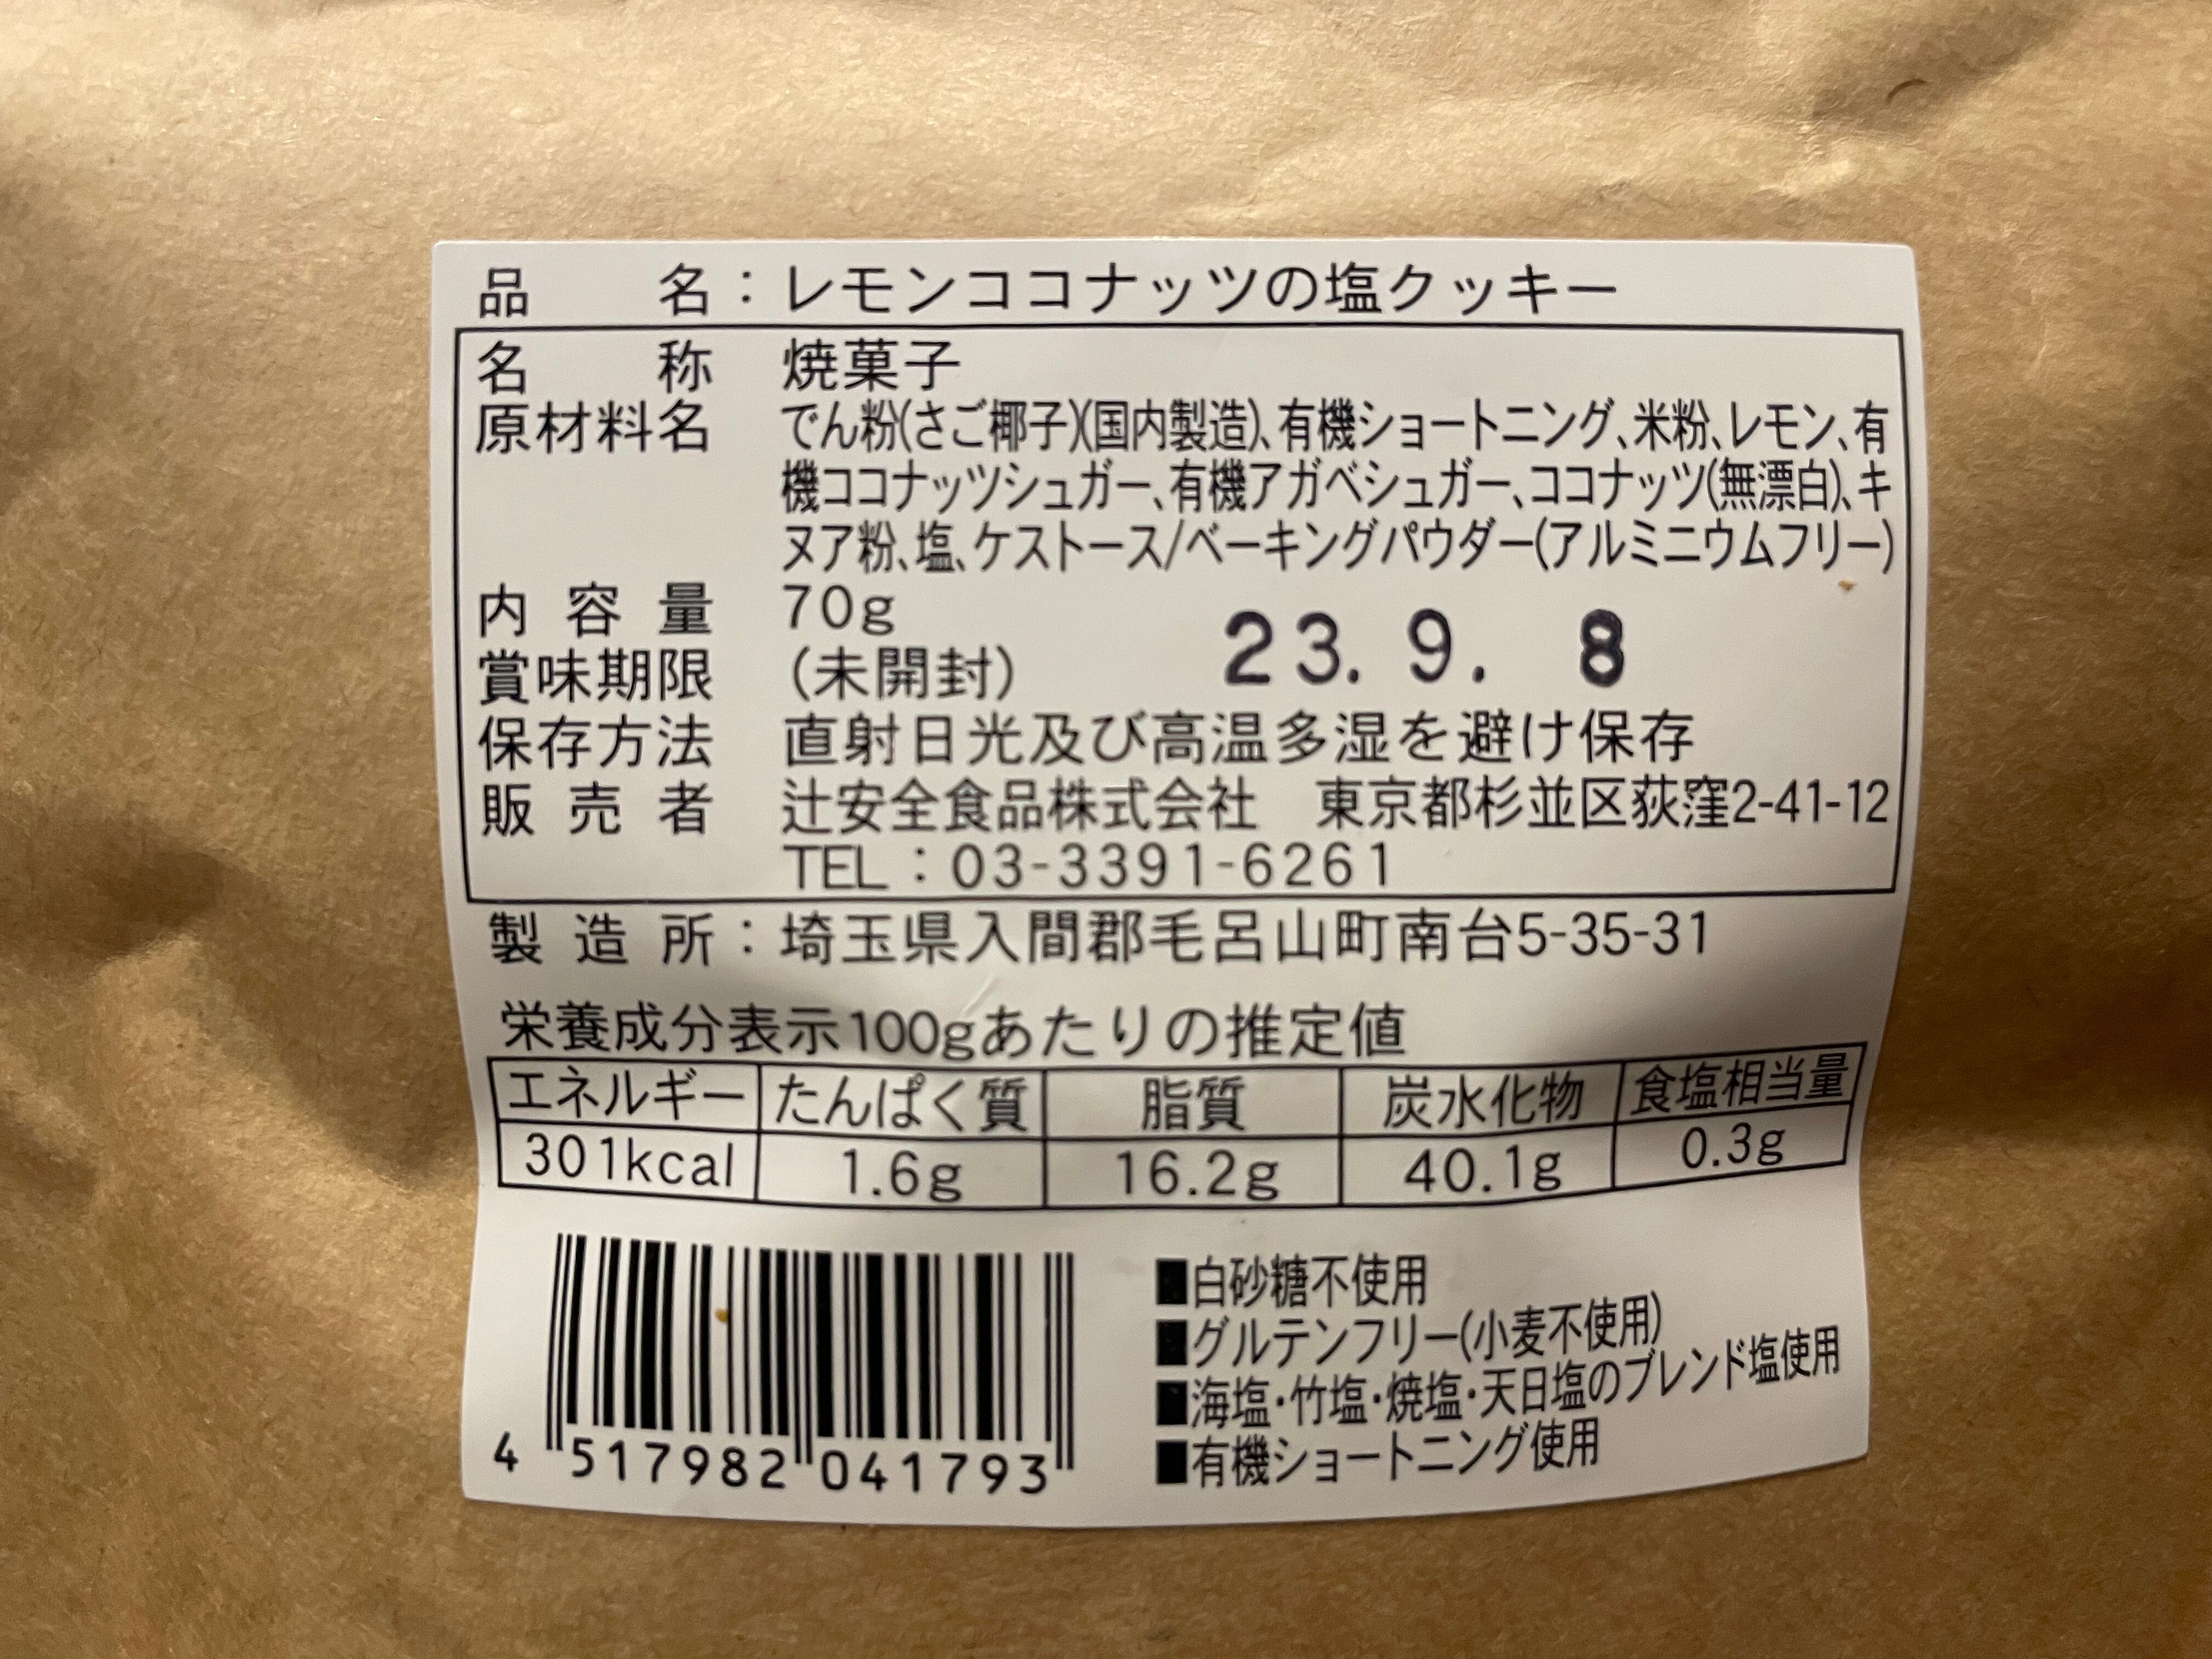 品名：レモンココナッツの塩クッキー
名称 焼菓子
原材料名 でん粉(さご椰子)(国内製造)、有機ショートニング、米粉、レモン、有
機ココナッツシュガー、有機アガベシュガー、ココナッツ(無漂白)、キ
ヌア粉、塩、ケストース/ベーキングパウダー(アルミニウムフリー)
内容量 70g
賞味期限 (未開封) 23. 9. 8
保存方法 直射日光及び高温多湿を避け保存
販売者 辻安全食品株式会社 東京都杉並区荻窪2-41-12
TEL：03-3391-6261
製造所：埼玉県入間郡毛呂山町南台5-35-31
栄養成分表示100gあたりの推定値
エネルギー たんぱく質 脂質 炭水化物 食塩相当量
301kcal 1.6g 16.2g 40.1g 0.3g
■白砂糖不使用
■グルテンフリー(小麦不使用)
■海塩・竹塩・焼塩・天日塩のブレンド塩使用
■有機ショートニング使用
4 517982 041793